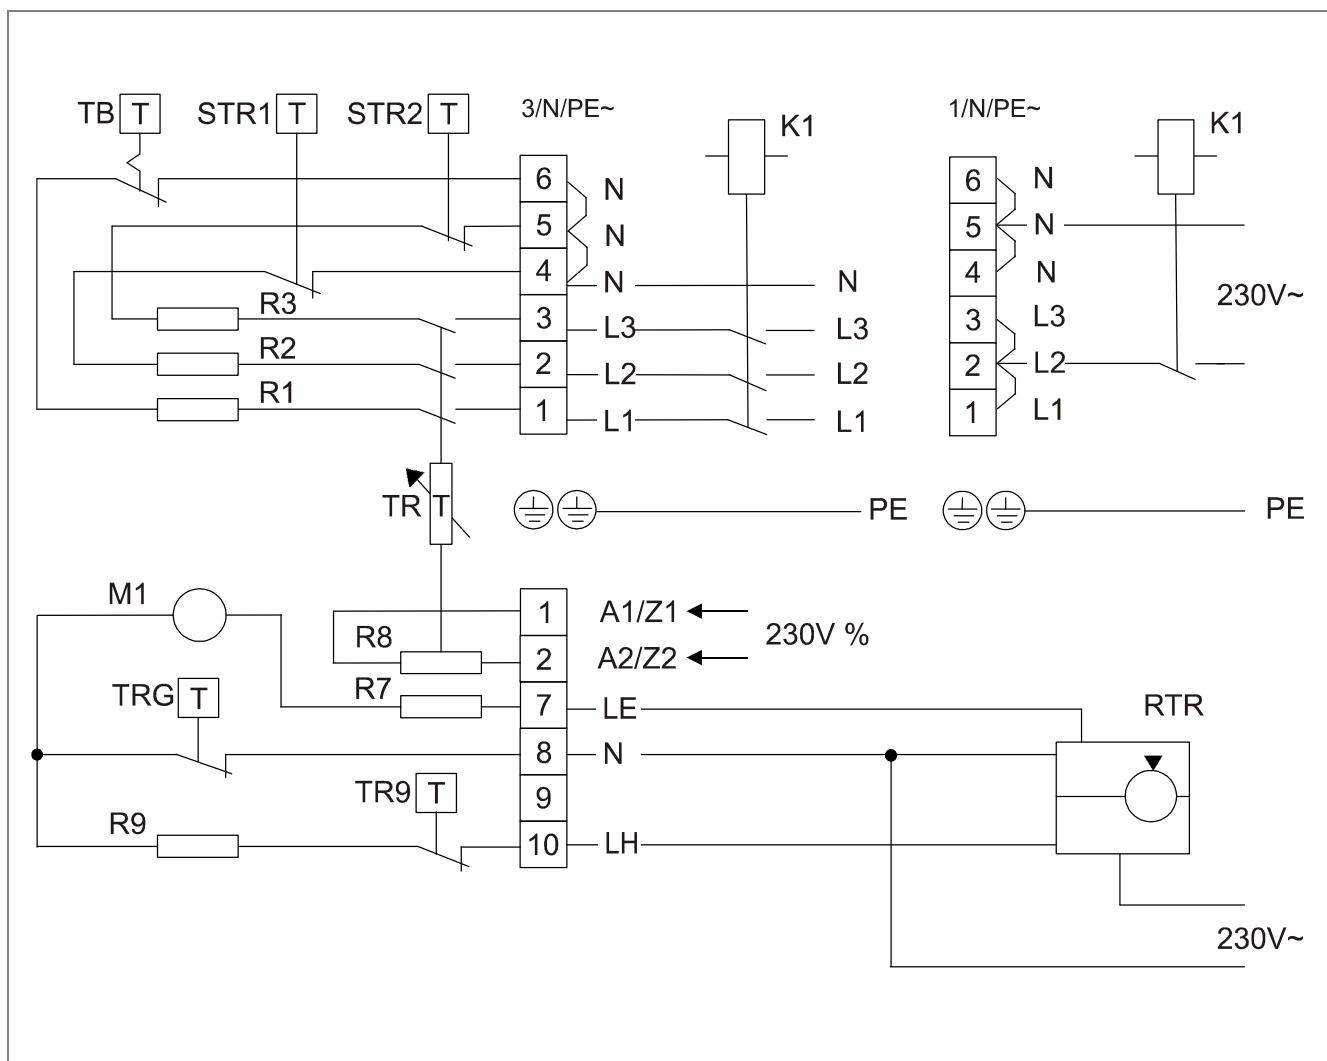 TB T STR1 T STR2 T 3/N/PE~ K1 1/N/PE~ K1
6 N 6 N
5 N 5 N
4 N N 4 N
230V~
R3 3 L3 L3 3 L3
R2 2 L2 L2 2 L2
R1 1 L1 L1 1 L1
TR T PE PE
M1 1 A1/Z1
230V %
R8 2 A2/Z2
TRG T R7 7 LE RTR
8 N
TR9 T 9
R9 10 LH
230V~